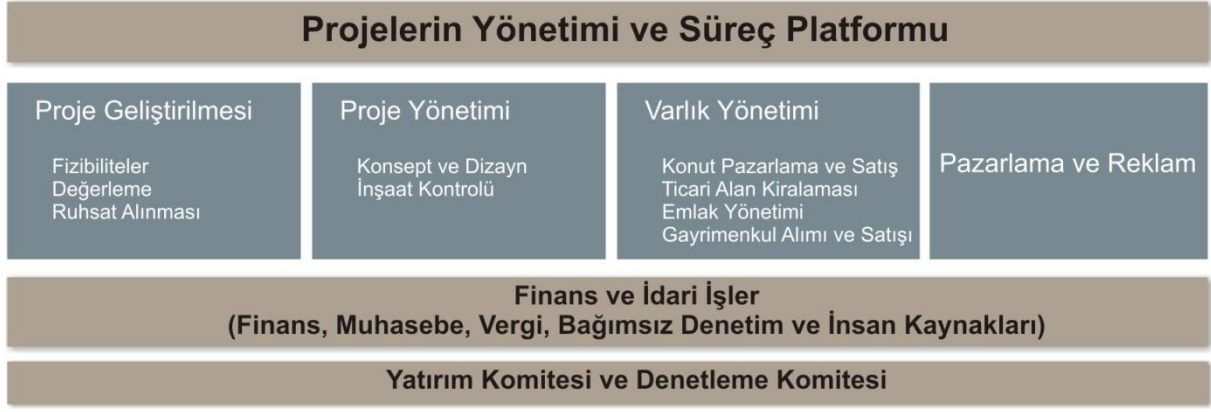 Projelerin Yönetimi ve Süreç Platformu
Proje Geliştirilmesi
Fizibiliteler
Değerleme
Ruhsat Alınması
Proje Yönetimi
Konsept ve Dizayn
İnşaat Kontrolü
Varlık Yönetimi
Konut Pazarlama ve Satış
Ticari Alan Kiralaması
Emlak Yönetimi
Gayrimenkul Alımı ve Satışı
Pazarlama ve Reklam
Finans ve İdari İşler
(Finans, Muhasebe, Vergi, Bağımsız Denetim ve İnsan Kaynakları)
Yatırım Komitesi ve Denetleme Komitesi